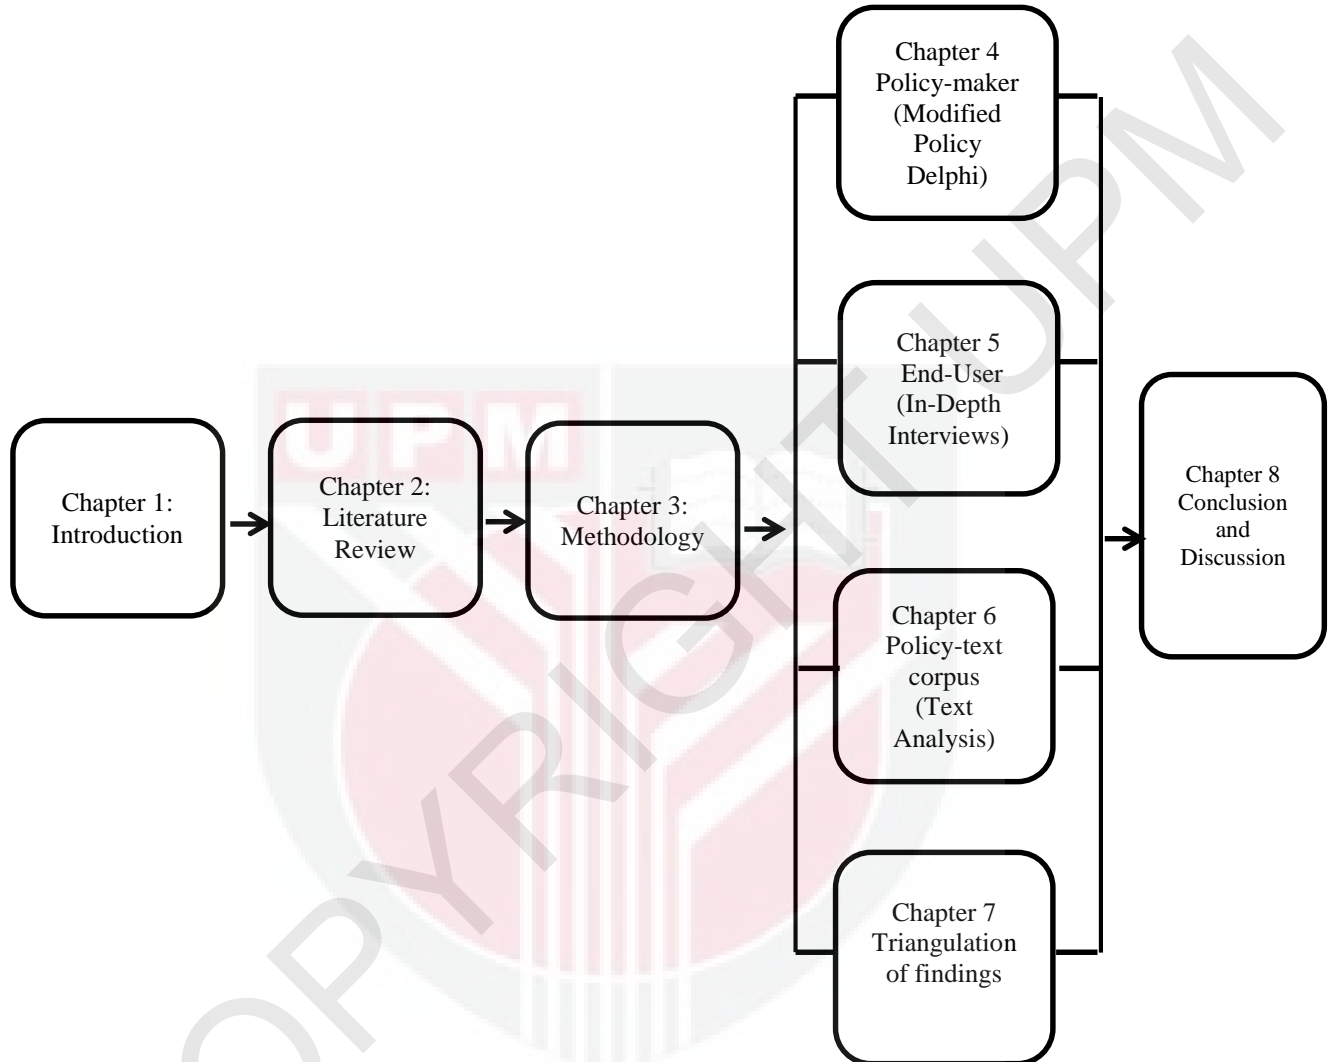 Chapter 1:
Introduction
Chapter 2:
Literature
Review
Chapter 3:
Methodology
Chapter 4
Policy-maker
(Modified
Policy
Delphi)
Chapter 5
End-User
(In-Depth
Interviews)
Chapter 6
Policy-text
corpus
(Text
Analysis)
Chapter 7
Triangulation
of findings
Chapter 8
Conclusion
and
Discussion
UPM
OPYRIGHT UPM